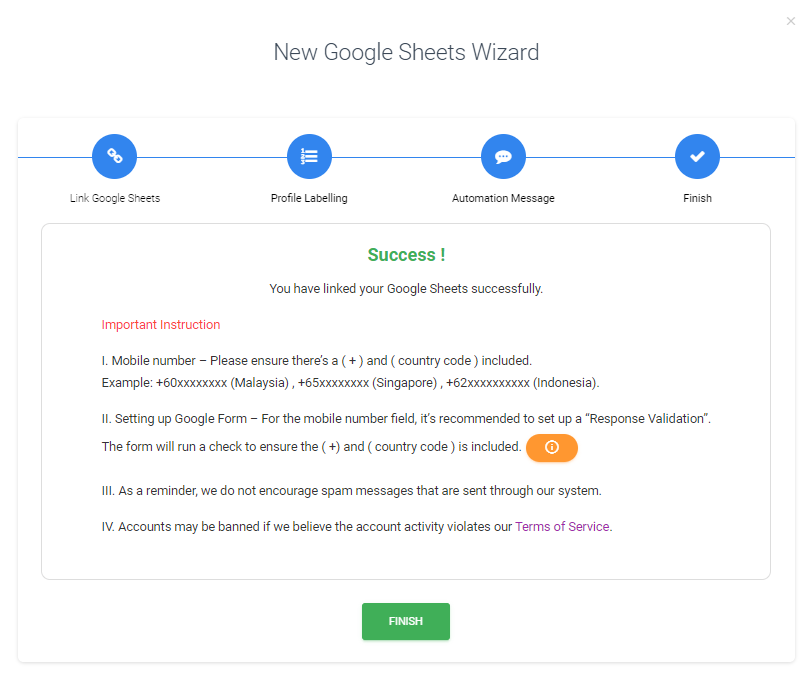 New Google Sheets Wizard
Link Google Sheets
Profile Labelling
Automation Message
Finish
Success !
You have linked your Google Sheets successfully.
Important Instruction
I. Mobile number – Please ensure there's a ( + ) and ( country code ) included.
Example: +60xxxxxxxx (Malaysia) , +65xxxxxxxx (Singapore) , +62xxxxxxxxxx (Indonesia).
II. Setting up Google Form – For the mobile number field, it's recommended to set up a “Response Validation”.
The form will run a check to ensure the ( +) and ( country code ) is included.
III. As a reminder, we do not encourage spam messages that are sent through our system.
IV. Accounts may be banned if we believe the account activity violates our Terms of Service.
FINISH